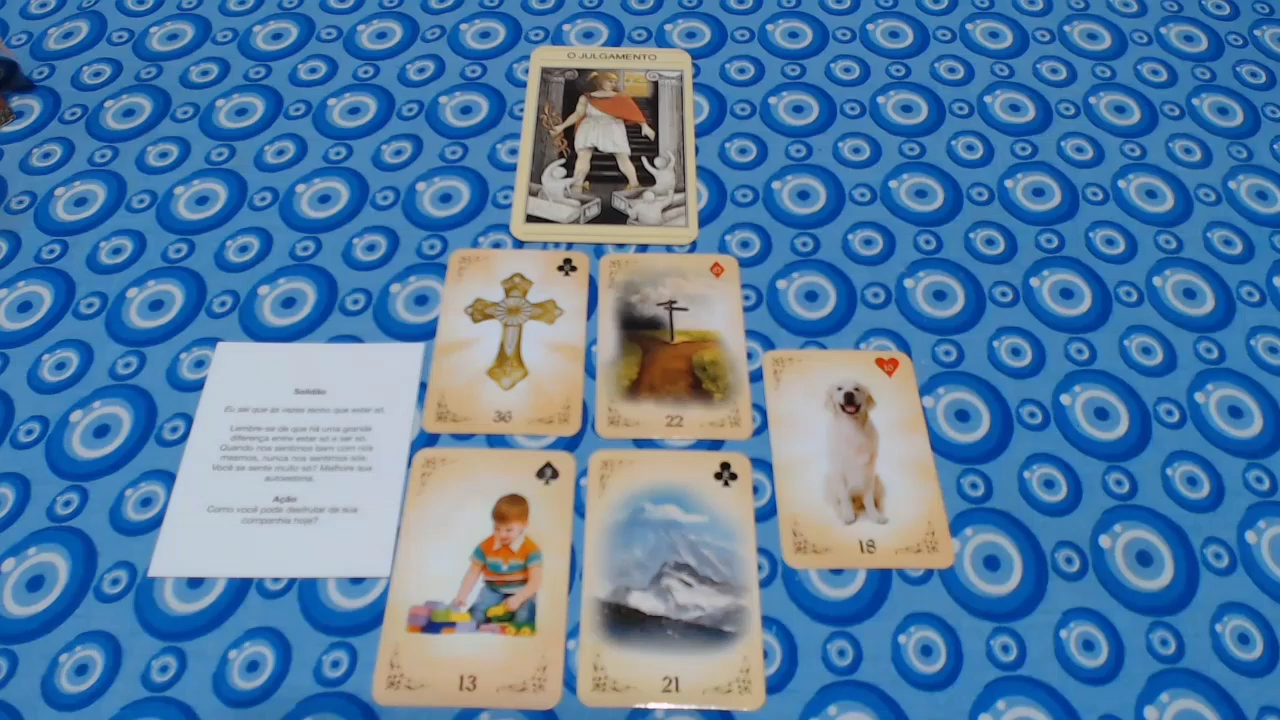 O JULGAMENTO
36
22
18
13
21
Solidão
Eu sei que às vezes tenho que estar só.
Lembre-se de que há uma grande
diferença entre estar só e ser só.
Quando nos sentimos bem com nós
mesmos, nunca nos sentimos sós.
Você se sente muito só? Melhore sua
autoestima.
Ação
Como você pode desfrutar de sua
companhia hoje?